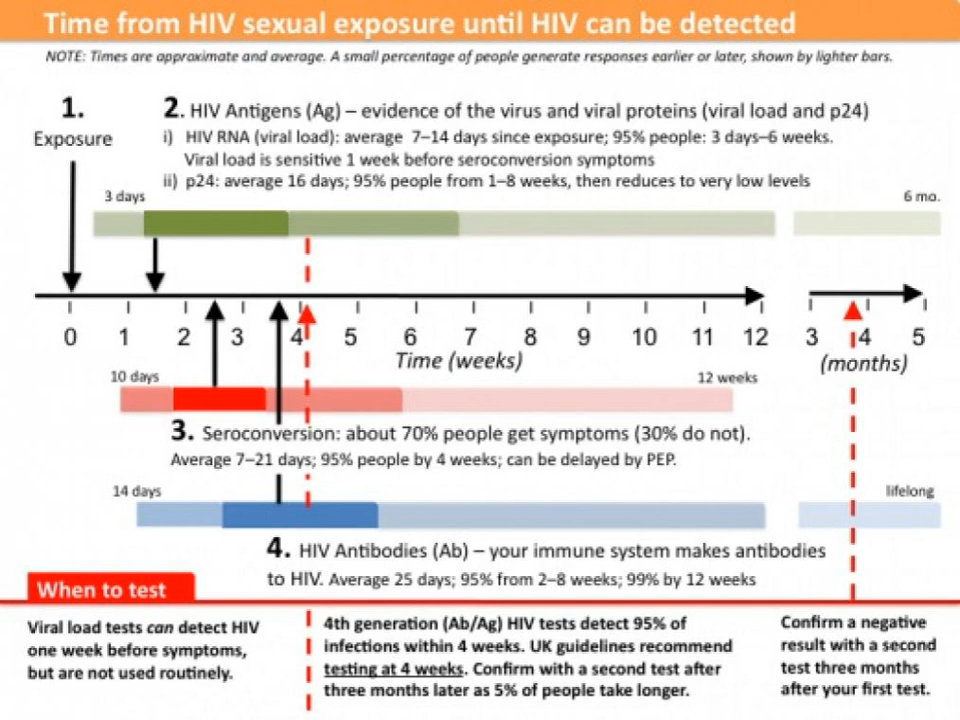 Time from HIV sexual exposure until HIV can be detected
NOTE: Times are approximate and average. A small percentage of people generate responses earlier or later, shown by lighter bars.
1.
Exposure
2. HIV Antigens (Ag) – evidence of the virus and viral proteins (viral load and p24)
i) HIV RNA (viral load): average 7–14 days since exposure; 95% people: 3 days–6 weeks.
Viral load is sensitive 1 week before seroconversion symptoms
ii) p24: average 16 days; 95% people from 1–8 weeks, then reduces to very low levels
3 days
6 mo.
0 1 2 3 4 5 6 7 8 9 10 11 12 3 4 5
Time (weeks)
(months)
10 days
12 weeks
3. Seroconversion: about 70% people get symptoms (30% do not).
Average 7–21 days; 95% people by 4 weeks; can be delayed by PEP.
14 days
lifelong
4. HIV Antibodies (Ab) – your immune system makes antibodies
to HIV. Average 25 days; 95% from 2–8 weeks; 99% by 12 weeks
When to test
Viral load tests can detect HIV
one week before symptoms,
but are not used routinely.
4th generation (Ab/Ag) HIV tests detect 95% of
infections within 4 weeks. UK guidelines recommend
testing at 4 weeks. Confirm with a second test after
three months later as 5% of people take longer.
Confirm a negative
result with a second
test three months
after your first test.